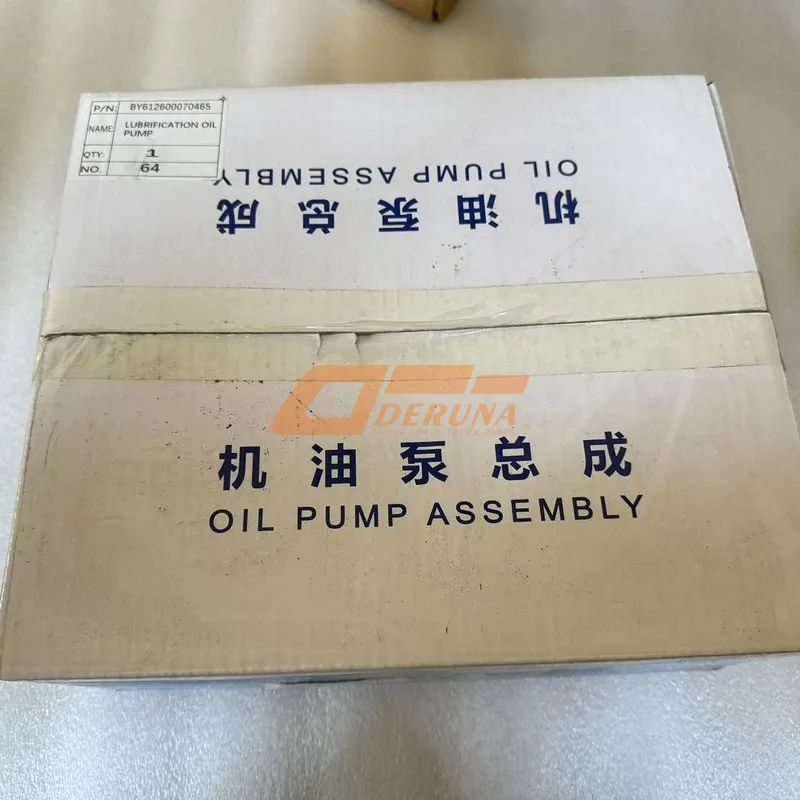 P/N: BY612600070465
NAME: LUBRIFICATION OIL
PUMP
QTY: 1
NO. 64
OIL PUMP ASSEMBLY
机油泵总成
DERUNA
机油泵总成
OIL PUMP ASSEMBLY